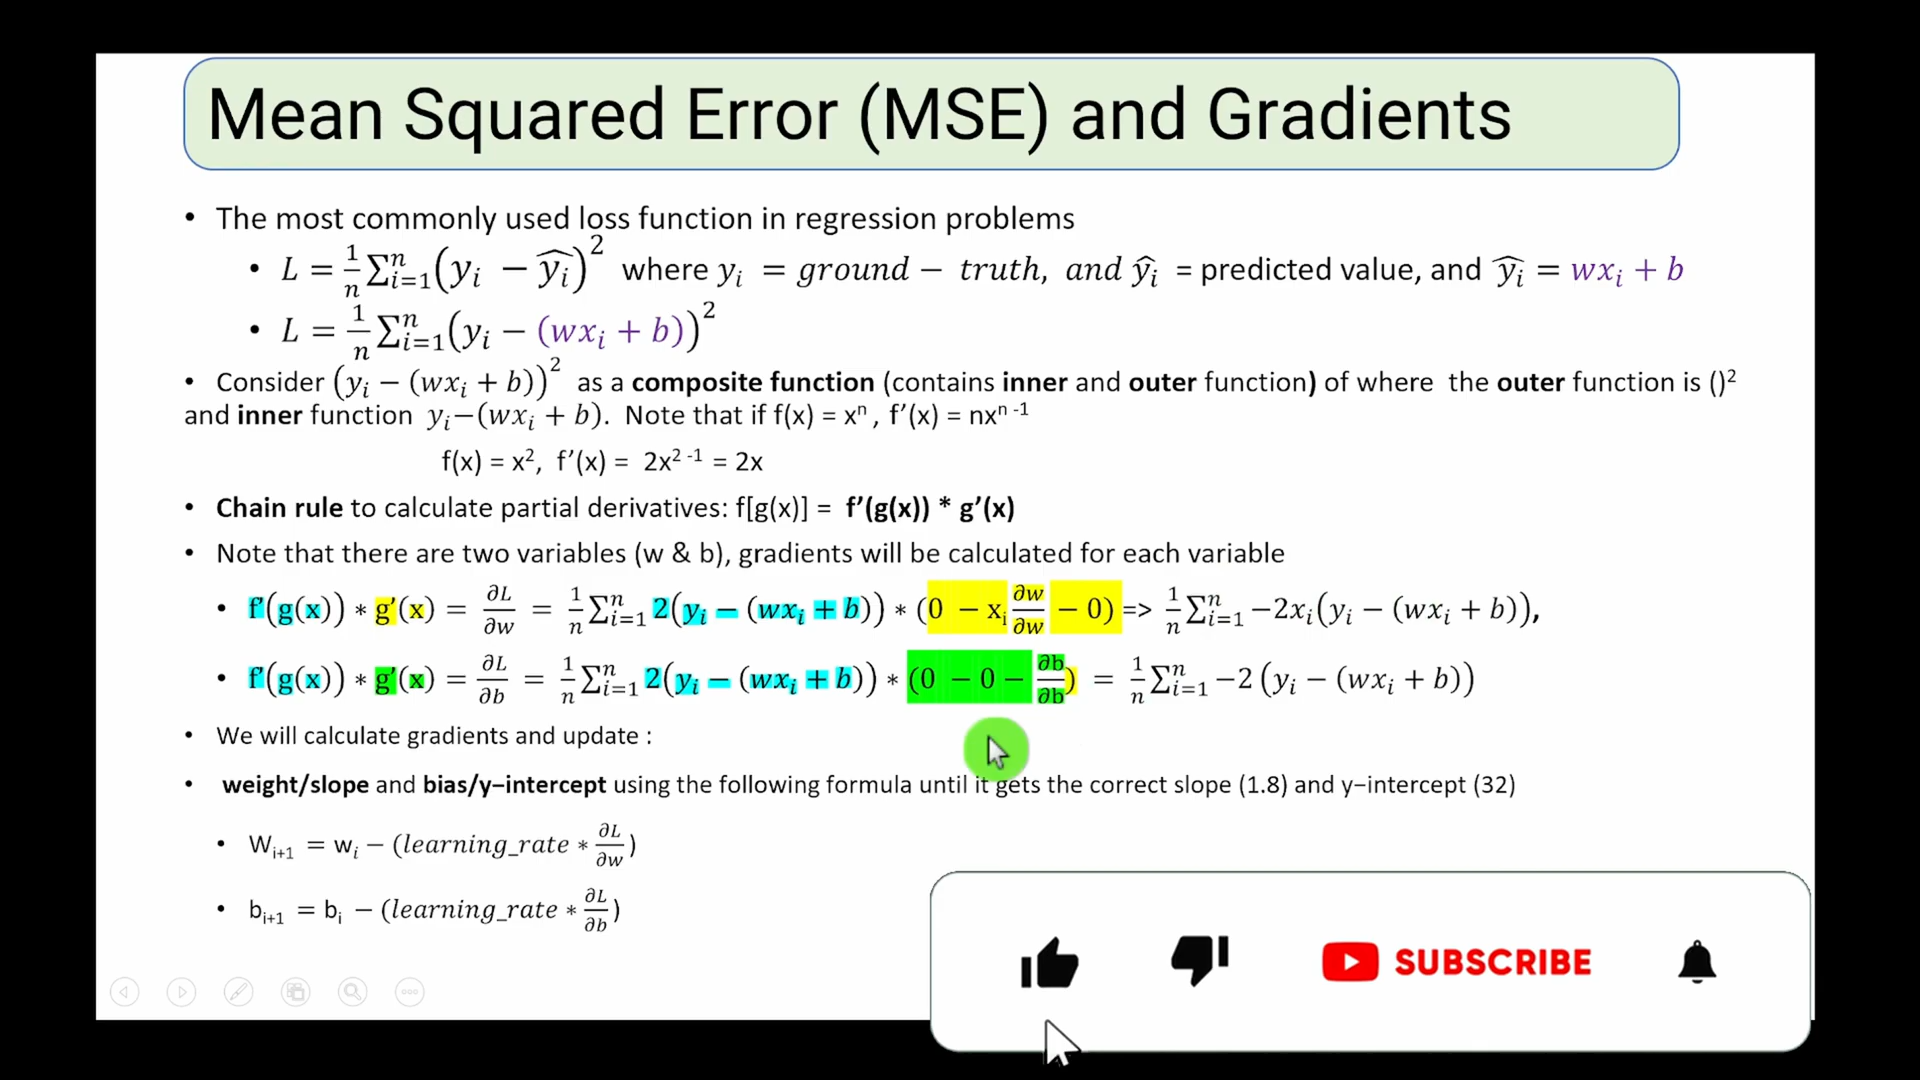 Mean Squared Error (MSE) and Gradients
• The most commonly used loss function in regression problems
• L = 1/n ∑ⁿᵢ₌₁(yᵢ − ŷᵢ)² where yᵢ = ground − truth, and ŷᵢ = predicted value, and ŷᵢ = wxᵢ + b
• L = 1/n ∑ⁿᵢ₌₁(yᵢ − (wxᵢ + b))²
• Consider (yᵢ − (wxᵢ + b))² as a composite function (contains inner and outer function) of where the outer function is ()²
and inner function yᵢ−(wxᵢ + b). Note that if f(x) = xⁿ , f’(x) = nxⁿ ⁻¹
f(x) = x², f’(x) = 2x² ⁻¹ = 2x
• Chain rule to calculate partial derivatives: f[g(x)] = f’(g(x)) * g’(x)
• Note that there are two variables (w & b), gradients will be calculated for each variable
• f’(g(x)) ∗ g’(x) = ∂L/∂w = 1/n ∑ⁿᵢ₌₁ 2(yᵢ − (wxᵢ + b)) ∗ (0 − xᵢ ∂w/∂w − 0) => 1/n ∑ⁿᵢ₌₁ −2xᵢ(yᵢ − (wxᵢ + b)),
• f’(g(x)) ∗ g’(x) = ∂L/∂b = 1/n ∑ⁿᵢ₌₁ 2(yᵢ − (wxᵢ + b)) ∗ (0 − 0 − ∂b/∂b) = 1/n ∑ⁿᵢ₌₁ −2 (yᵢ − (wxᵢ + b))
• We will calculate gradients and update :
• weight/slope and bias/y−intercept using the following formula until it gets the correct slope (1.8) and y−intercept (32)
• Wᵢ₊₁ = wᵢ − (learning_rate ∗ ∂L/∂w)
• bᵢ₊₁ = bᵢ − (learning_rate ∗ ∂L/∂b)
SUBSCRIBE